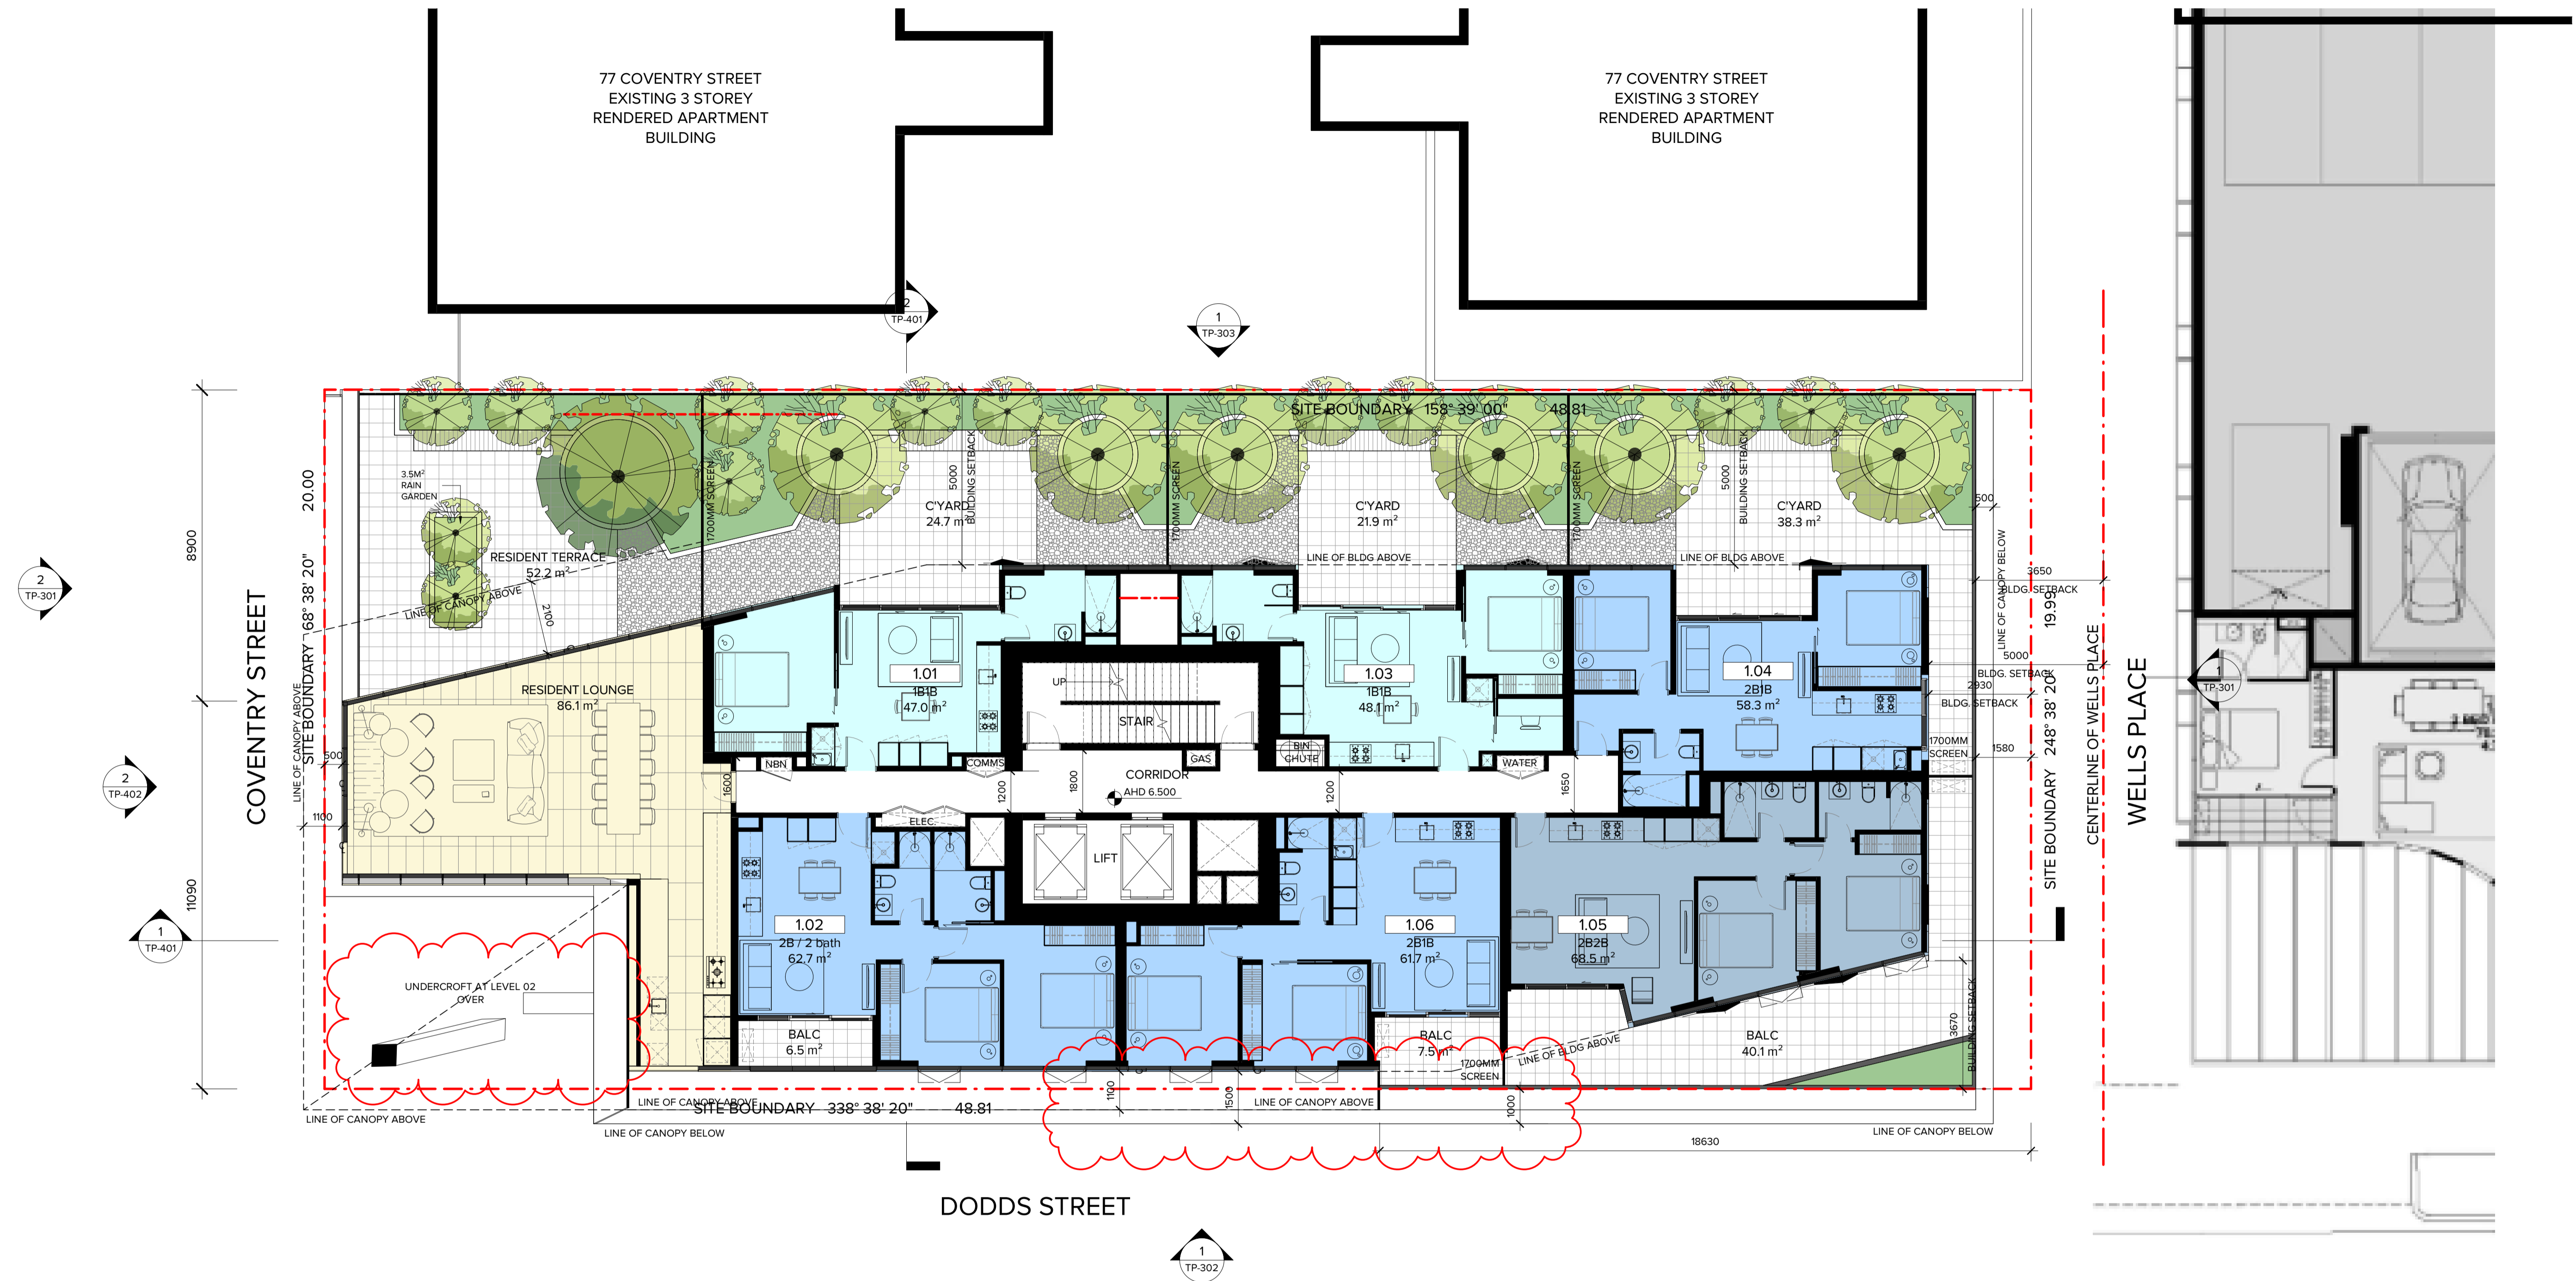 77 COVENTRY STREET
EXISTING 3 STOREY
RENDERED APARTMENT
BUILDING
77 COVENTRY STREET
EXISTING 3 STOREY
RENDERED APARTMENT
BUILDING
2
TP-401
1
TP-303
SITE BOUNDARY 158° 39' 00" 48.81
20.00
SITE BOUNDARY 68° 38' 20"
8900
11090
COVENTRY STREET
2
TP-301
2
TP-402
1
TP-401
3.5M²
RAIN
GARDEN
RESIDENT TERRACE
52.2 m²
LINE OF CANOPY ABOVE
2100
1700MM SCREEN
C'YARD
24.7 m²
5000
BUILDING SETBACK
1700MM SCREEN
C'YARD
21.9 m²
LINE OF BLDG ABOVE
1700MM SCREEN
5000
BUILDING SETBACK
C'YARD
38.3 m²
LINE OF BLDG ABOVE
500
LINE OF CANOPY BELOW
3650
BLDG. SETBACK
19.99
SITE BOUNDARY 248° 38' 20"
5000
BLDG. SETBACK
2930
BLDG. SETBACK
1700MM
SCREEN
1580
CENTERLINE OF WELLS PLACE
WELLS PLACE
1
TP-301
RESIDENT LOUNGE
86.1 m²
LINE OF CANOPY ABOVE
500
1100
1.01
1B1B
47.0 m²
UP
STAIR
1.03
1B1B
48.1 m²
1.04
2B1B
58.3 m²
NBN
COMMS
GAS
BIN
CHUTE
WATER
1600
1200
1800
CORRIDOR
AHD 6.500
1200
1650
ELEC.
LIFT
1.02
2B / 2 bath
62.7 m²
1.06
2B1B
61.7 m²
1.05
2B2B
68.5 m²
UNDERCROFT AT LEVEL 02
OVER
BALC
6.5 m²
BALC
7.5 m²
1700MM
SCREEN
LINE OF BLDG ABOVE
BALC
40.1 m²
3670
BUILDING SETBACK
1100
1500
1000
LINE OF CANOPY ABOVE
SITE BOUNDARY 338° 38' 20" 48.81
LINE OF CANOPY ABOVE
LINE OF CANOPY ABOVE
LINE OF CANOPY BELOW
LINE OF CANOPY BELOW
18630
DODDS STREET
1
TP-302